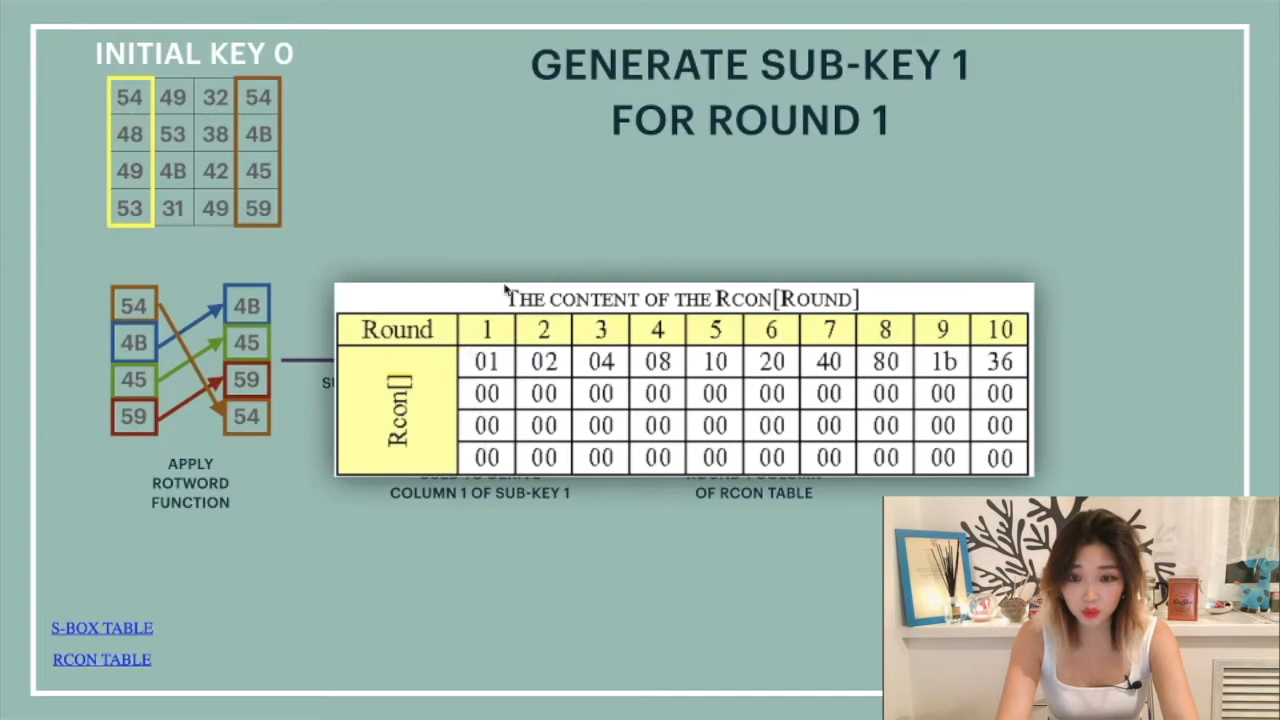 INITIAL KEY 0
54 49 32 54
48 53 38 4B
49 4B 42 45
53 31 49 59
GENERATE SUB-KEY 1
FOR ROUND 1
54 4B
4B 45
45 59
59 54
APPLY
ROTWORD
FUNCTION
THE CONTENT OF THE RCON[ROUND]
Round 1 2 3 4 5 6 7 8 9 10
Rcon[]
01 02 04 08 10 20 40 80 1b 36
00 00 00 00 00 00 00 00 00 00
00 00 00 00 00 00 00 00 00 00
00 00 00 00 00 00 00 00 00 00
COLUMN 1 OF SUB-KEY 1
OF RCON TABLE
S-BOX TABLE
RCON TABLE